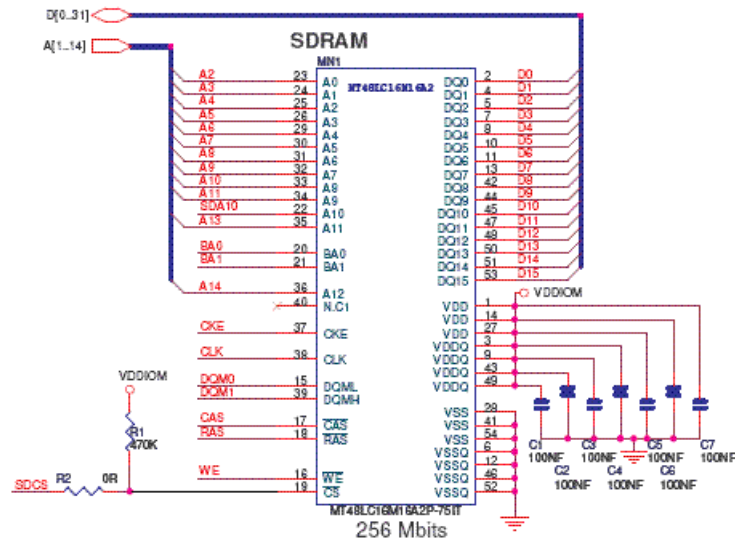 D[0..31]
A[1..14]
SDRAM
MN1
MT48LC16M16A2
A2 23 A0 DQ0 2 D0
A3 24 A1 DQ1 4 D1
A4 25 A2 DQ2 5 D2
A5 26 A3 DQ3 7 D3
A6 29 A4 DQ4 8 D4
A7 30 A5 DQ5 10 D5
A8 31 A6 DQ6 11 D6
A9 32 A7 DQ7 13 D7
A10 33 A8 DQ8 42 D8
A11 34 A9 DQ9 44 D9
SDA10 22 A10 DQ10 45 D10
A13 35 A11 DQ11 47 D11
DQ12 48 D12
BA0 20 BA0 DQ13 50 D13
BA1 21 BA1 DQ14 51 D14
DQ15 53 D15
A14 36 A12
40 N.C1
VDDIOM
VDD 1
VDD 14
CKE 37 CKE VDD 27
VDDQ 3
CLK 38 CLK VDDQ 9
VDDQ 43
DQM0 15 DQML VDDQ 49
DQM1 39 DQMH
VDDIOM
VSS 28
CAS 17 CAS VSS 41
RAS 18 RAS VSS 54
VSSQ 6
VSSQ 12
WE 16 WE VSSQ 46
19 CS VSSQ 52
R1
470K
SDCS R2 0R
C1 C3 C5 C7
100NF 100NF 100NF 100NF
C2 C4 C6
100NF 100NF 100NF
MT48LC16M16A2P-75IT
256 Mbits